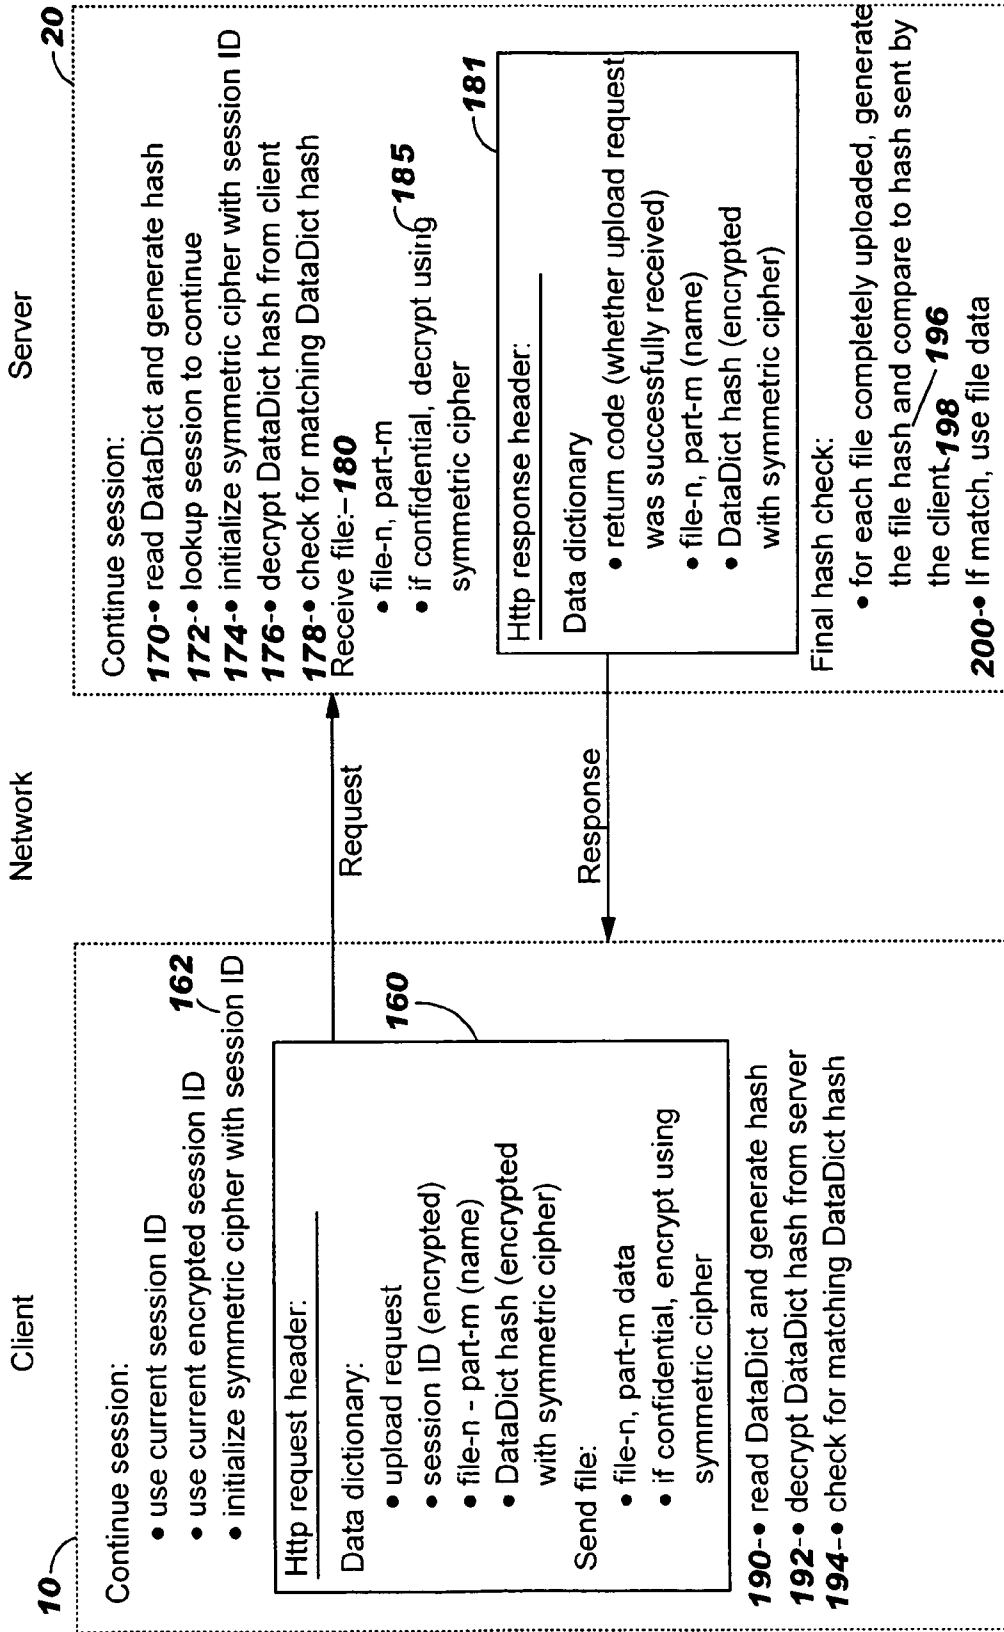 Client
Network
Server
10
Continue session:
• use current session ID
• use current encrypted session ID
162
• initialize symmetric cipher with session ID
Http request header:
160
Data dictionary:
• upload request
• session ID (encrypted)
• file-n - part-m (name)
• DataDict hash (encrypted
with symmetric cipher)
Send file:
• file-n, part-m data
• if confidential, encrypt using
symmetric cipher
190-• read DataDict and generate hash
192-• decrypt DataDict hash from server
194-• check for matching DataDict hash
Request
Response
20
Continue session:
170-• read DataDict and generate hash
172-• lookup session to continue
174-• initialize symmetric cipher with session ID
176-• decrypt DataDict hash from client
178-• check for matching DataDict hash
Receive file:-180
• file-n, part-m
• if confidential, decrypt using
185
symmetric cipher
181
Http response header:
Data dictionary
• return code (whether upload request
was successfully received)
• file-n, part-m (name)
• DataDict hash (encrypted
with symmetric cipher)
Final hash check:
• for each file completely uploaded, generate
the file hash and compare to hash sent by
196
the client-198
200-• If match, use file data